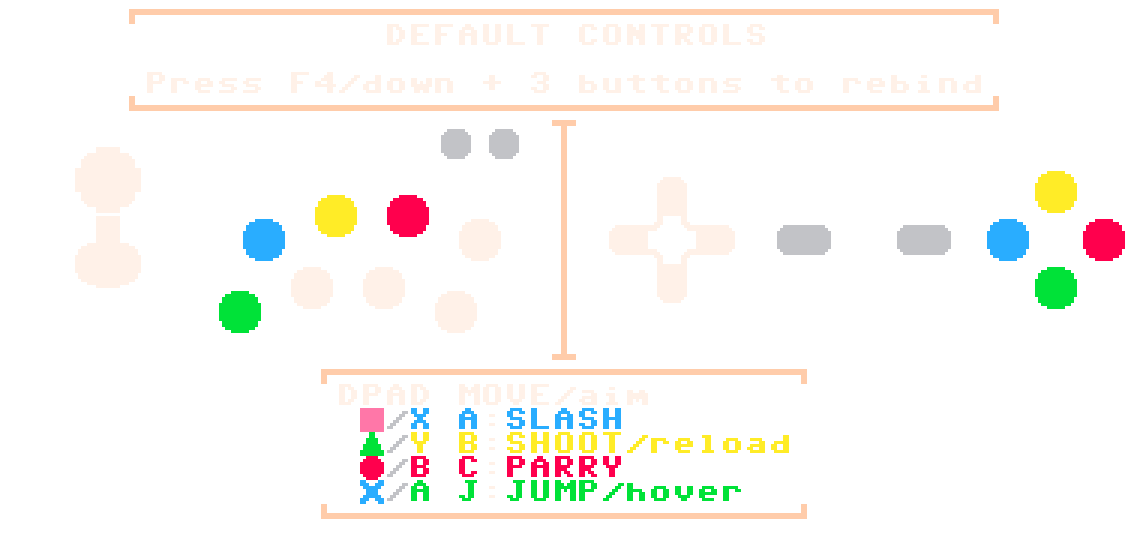 DEFAULT CONTROLS
Press F4/down + 3 buttons to rebind
DPAD MOVE/aim
■/X A:SLASH
▲/Y B:SHOOT/reload
●/B C:PARRY
X/A J:JUMP/hover